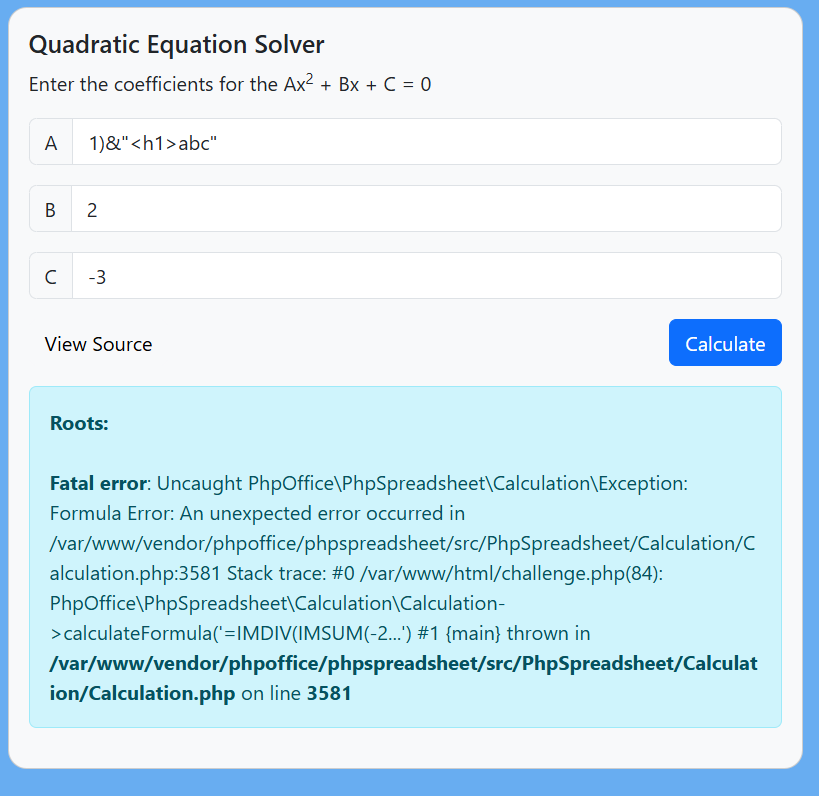 Quadratic Equation Solver
Enter the coefficients for the Ax² + Bx + C = 0
A 1)&"<h1>abc"
B 2
C -3
View Source Calculate
Roots:
Fatal error: Uncaught PhpOffice\PhpSpreadsheet\Calculation\Exception:
Formula Error: An unexpected error occurred in
/var/www/vendor/phpoffice/phpspreadsheet/src/PhpSpreadsheet/Calculation/C
alculation.php:3581 Stack trace: #0 /var/www/html/challenge.php(84):
PhpOffice\PhpSpreadsheet\Calculation\Calculation-
>calculateFormula('=IMDIV(IMSUM(-2...') #1 {main} thrown in
/var/www/vendor/phpoffice/phpspreadsheet/src/PhpSpreadsheet/Calculat
ion/Calculation.php on line 3581